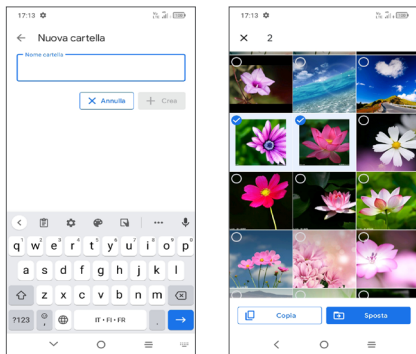 17:13
Nuova cartella
Nome cartella
Annulla
Crea
q w e r t y u i o p
a s d f g h j k l
z x c v b n m
?123 , IT • FI • FR .
17:13
2
Copia
Sposta